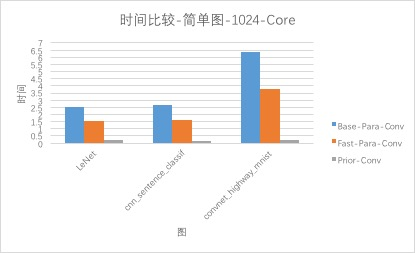 时间比较-简单图-1024-Core
时间
7
6.5
6
5.5
5
4.5
4
3.5
3
2.5
2
1.5
1
0.5
0
LeNet
cnn_sentence_classif
convnet_highway_mnist
图
Base-Para-Conv
Fast-Para-Conv
Prior-Conv